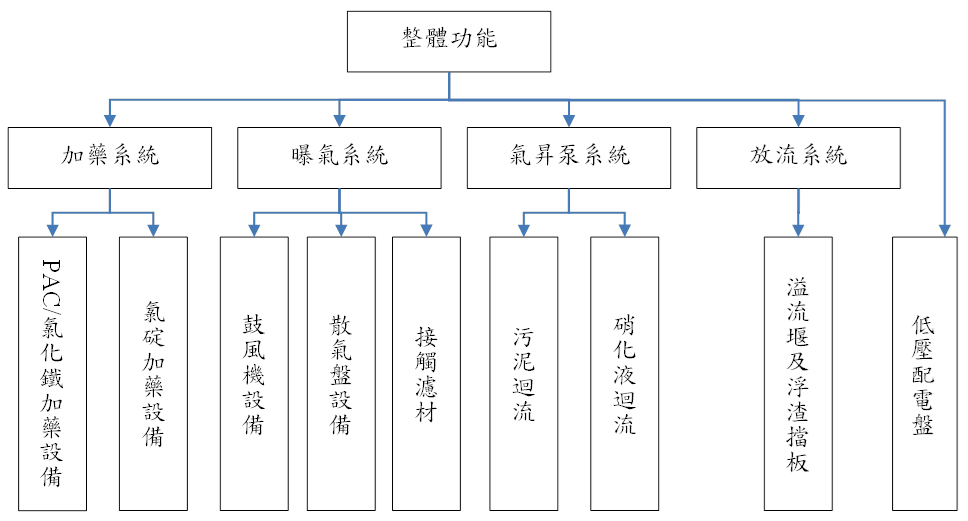 整體功能
加藥系統
曝氣系統
氣昇泵系統
放流系統
PAC/氯化鐵加藥設備
氯碇加藥設備
鼓風機設備
散氣盤設備
接觸濾材
污泥迴流
硝化液迴流
溢流堰及浮渣擋板
低壓配電盤